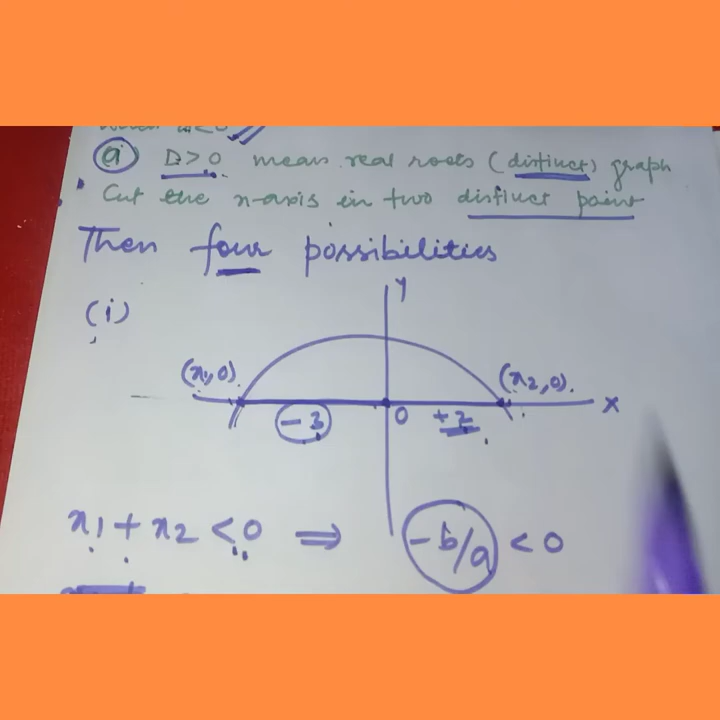 (a) D>0 means real roots (distinct) graph
Cut the x-axis in two distinct point
Then four possibilities
(i)
y
(x1,0)
(x2,0)
-3
0
+2
x
x1 + x2 < 0 ⇒ -b/a < 0